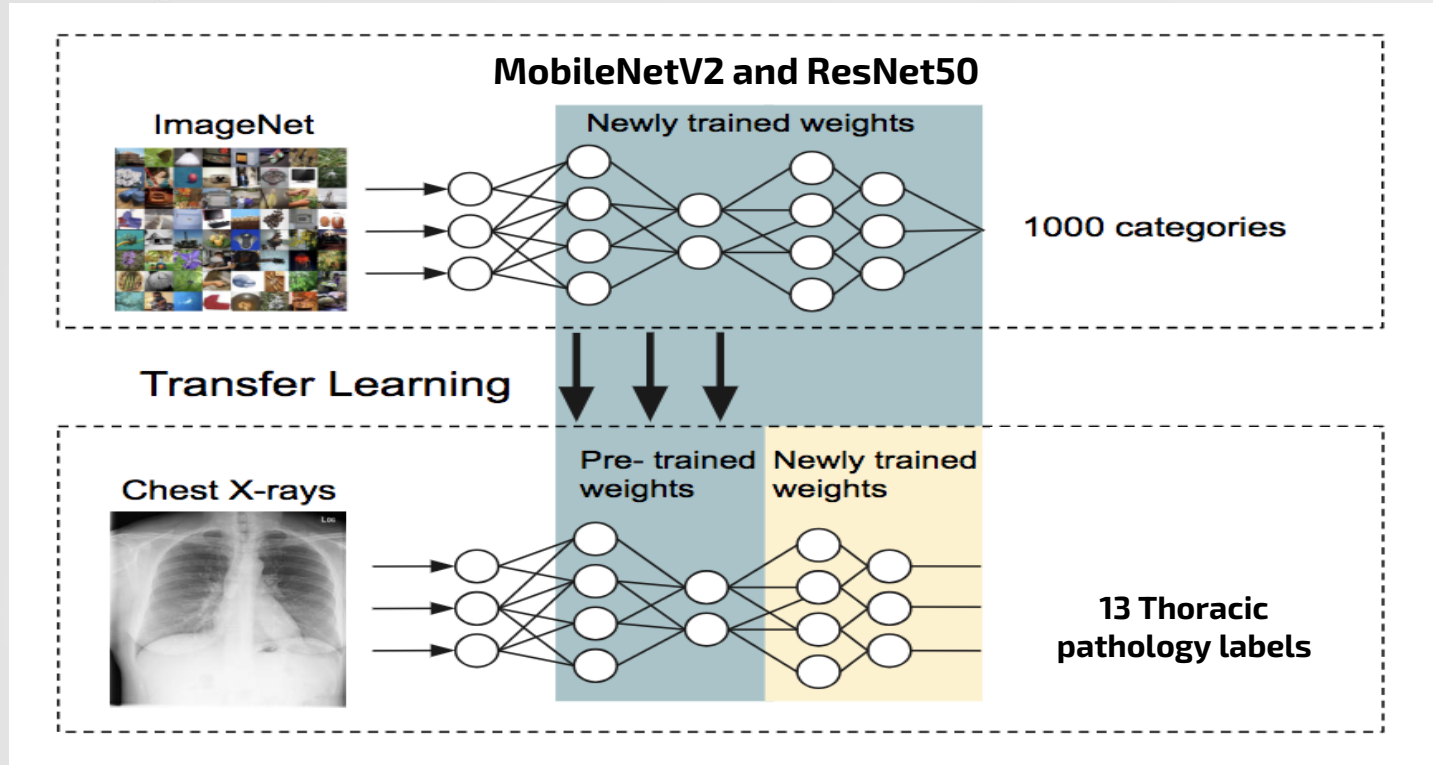 MobileNetV2 and ResNet50
ImageNet
Newly trained weights
1000 categories
Transfer Learning
Pre- trained
weights
Newly trained
weights
Chest X-rays
13 Thoracic
pathology labels